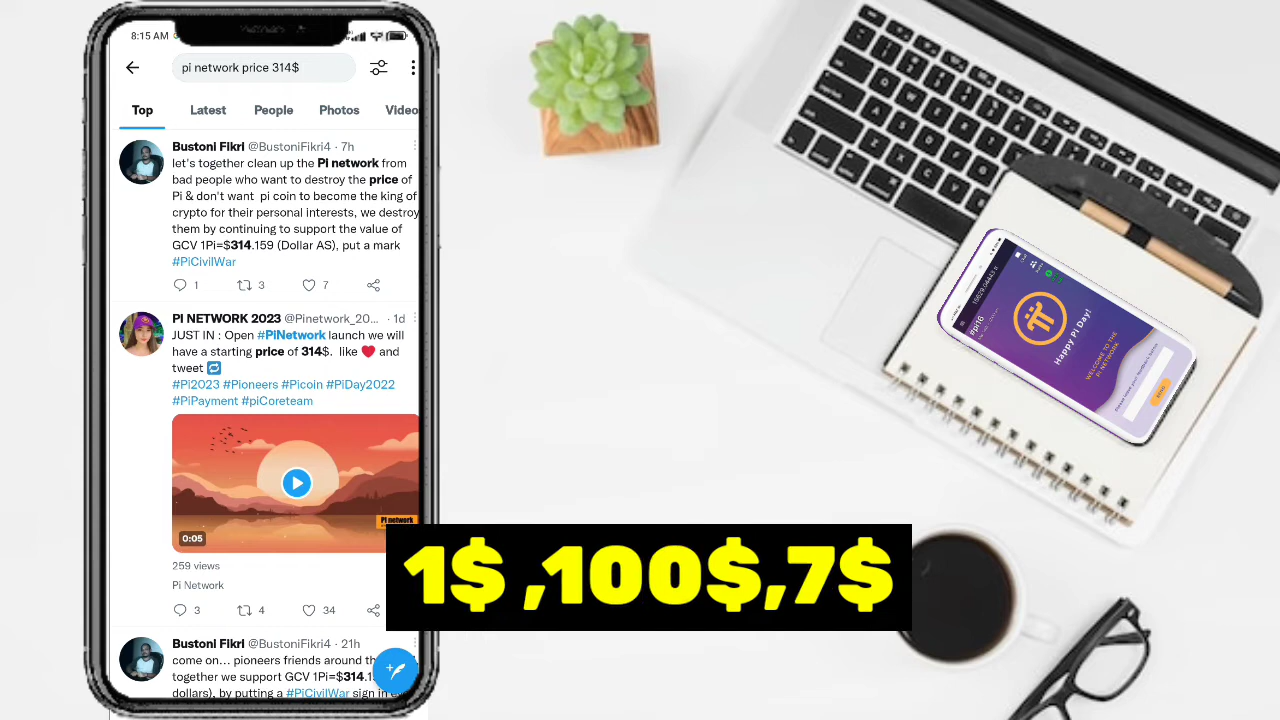 8:15 AM
pi network price 314$
Top Latest People Photos Video
Bustoni Fikri @BustoniFikri4 · 7h
let's together clean up the Pi network from
bad people who want to destroy the price of
Pi & don't want pi coin to become the king of
crypto for their personal interests, we destroy
them by continuing to support the value of
GCV 1Pi=$314.159 (Dollar AS), put a mark
#PiCivilWar
1 3 7
PI NETWORK 2023 @Pinetwork_20... · 1d
JUST IN : Open #PINetwork launch we will
have a starting price of 314$. like ❤️ and
tweet 🔁
#Pi2023 #Pioneers #Picoin #PiDay2022
#PiPayment #piCoreteam
Pi network
0:05
259 views
Pi Network
3 4 34
Bustoni Fikri @BustoniFikri4 · 21h
come on... pioneers friends around th
together we support GCV 1Pi=$314.1
dollars), by putting a #PiCivilWar sign in
1$ ,100$,7$
#pi16
Happy Pi Day!
WELCOME TO THE
PI NETWORK
SEND